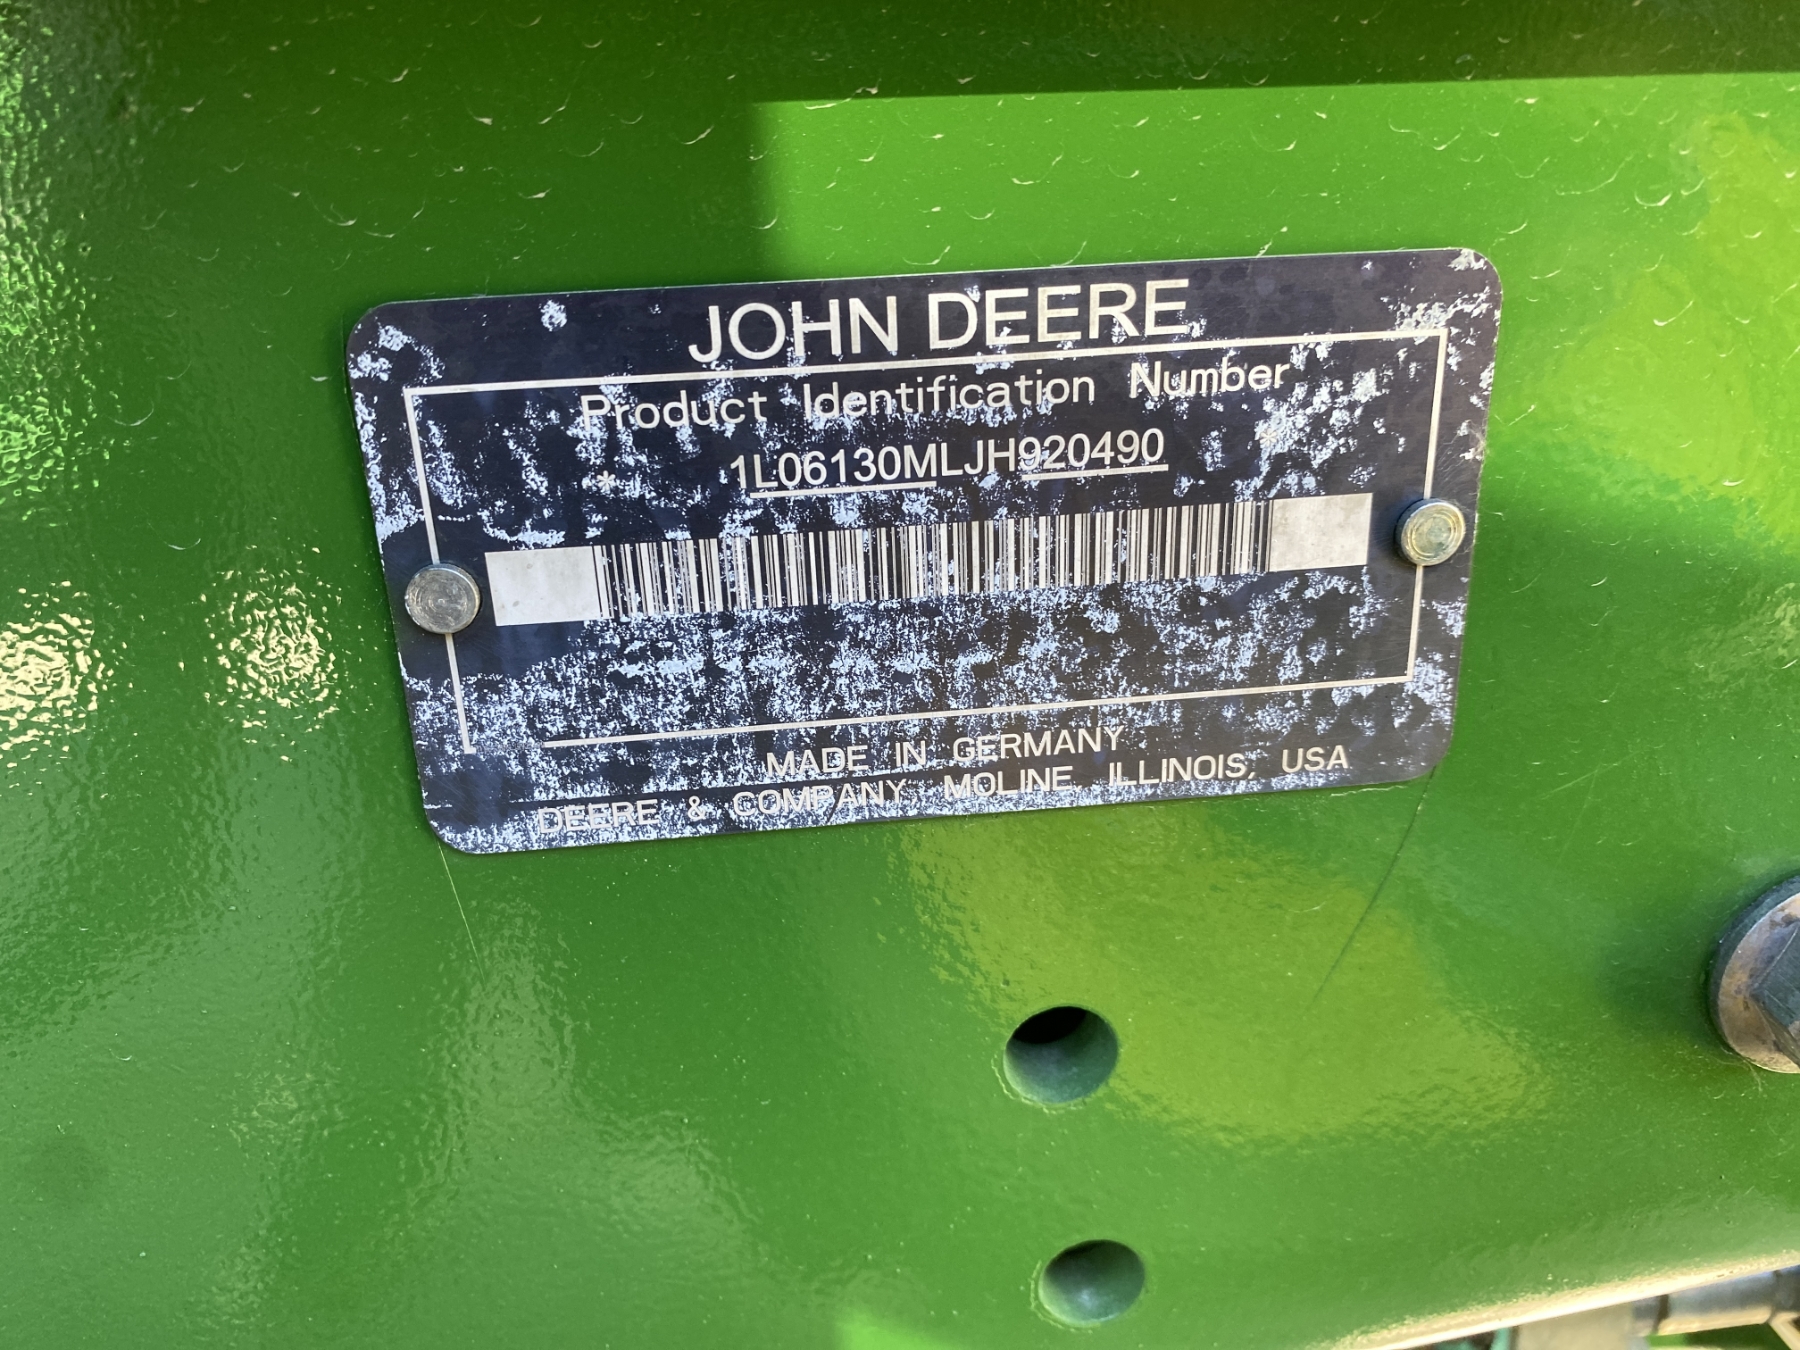 JOHN DEERE
Product Identification Number
* 1L06130MLJH920490 *
MADE IN GERMANY
DEERE & COMPANY, MOLINE, ILLINOIS, USA